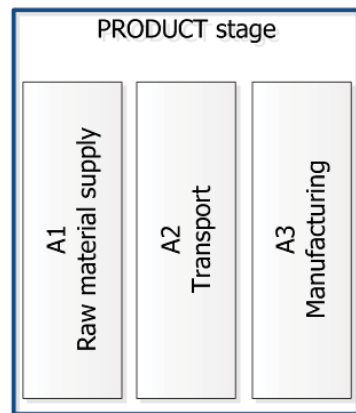 PRODUCT stage
A1
Raw material supply
A2
Transport
A3
Manufacturing